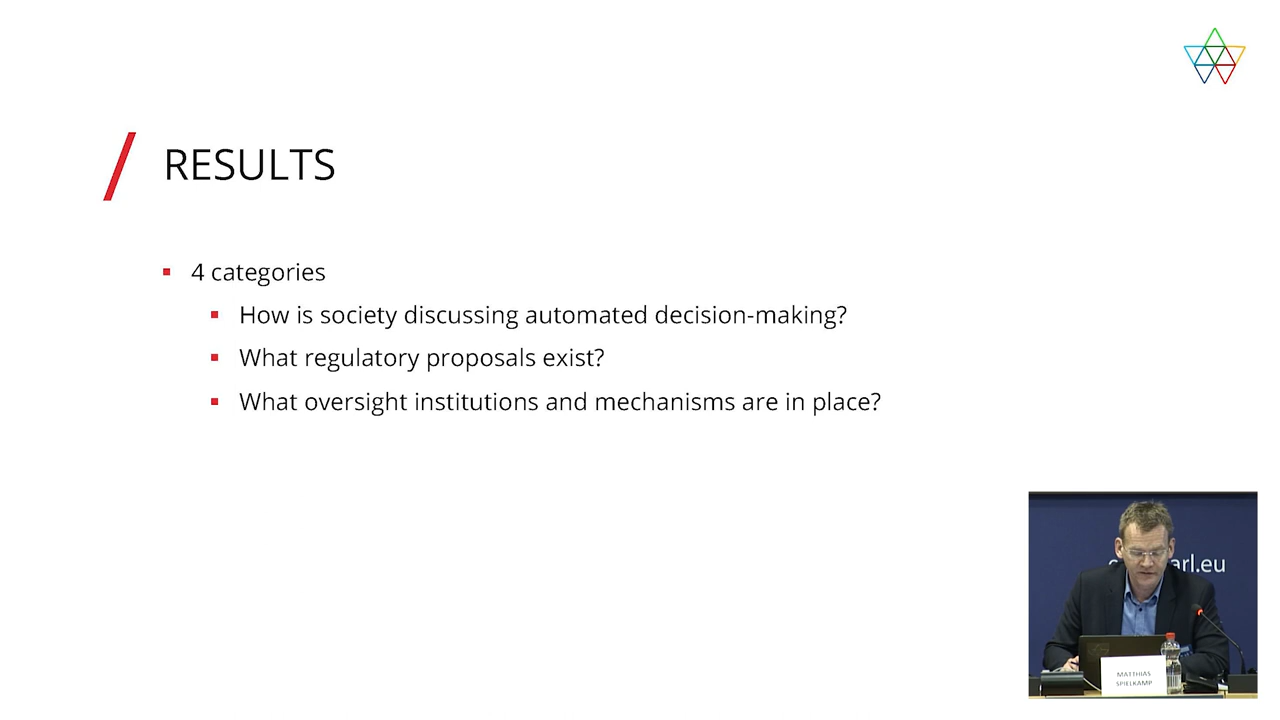 RESULTS
4 categories
How is society discussing automated decision-making?
What regulatory proposals exist?
What oversight institutions and mechanisms are in place?
arl.eu
MATTHIAS
SPIELKAMP